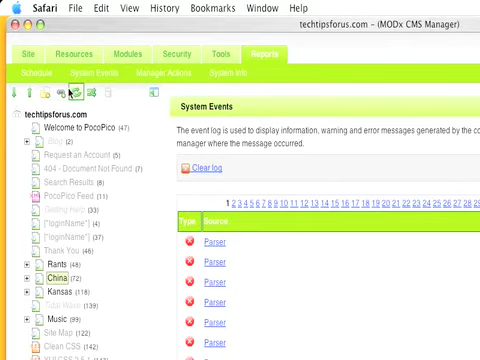 Safari File Edit View History Bookmarks Window Help
techtipsforus.com – (MODx CMS Manager)
Site Resources Modules Security Tools Reports
Schedule System Events Manager Actions System Info
techtipsforus.com
Welcome to PocoPico (47)
Blog (2)
Request an Account (5)
404 - Document Not Found (7)
Search Results (8)
PocoPico Feed (11)
Getting Help (33)
["loginName"] (4)
["loginName"] (37)
Thank You (46)
Rants (48)
China (72)
Kansas (118)
Tidal Wave (139)
Music (89)
Site Map (122)
Clean CSS (142)
System Events
The event log is used to display information, warning and error messages generated by the co
manager where the message occurred.
Clear log
1 2 3 4 5 6 7 8 9 10 11 12 13 14 15 16 17 18 19 20 21 22 23 24 25 26 27 28 29
Type Source
Parser
Parser
Parser
Parser
Parser
Parser